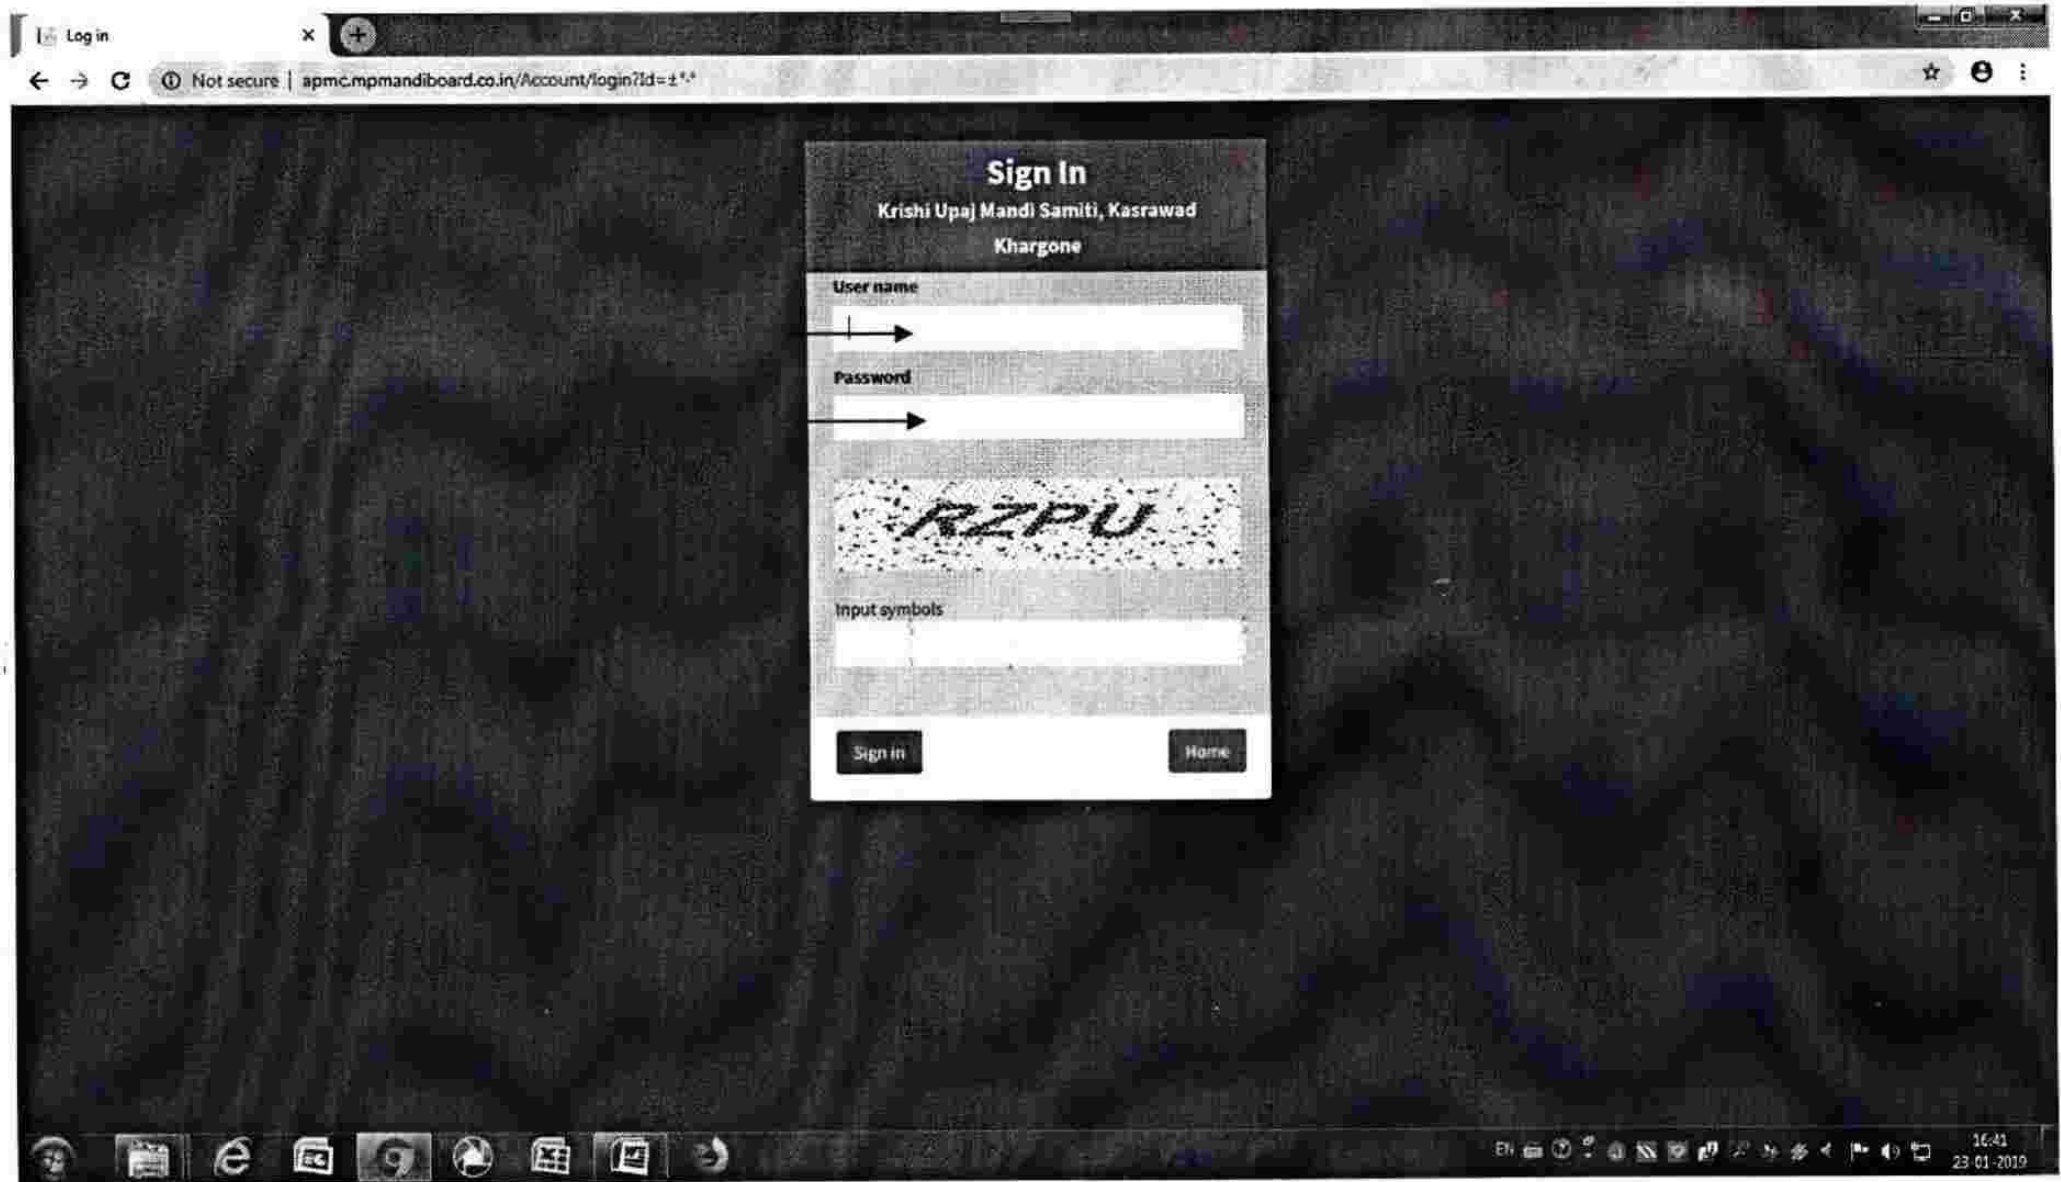 Log in
Not secure | apmc.mpmandiboard.co.in/Account/login?Id=±*.*
Sign In
Krishi Upaj Mandi Samiti, Kasrawad
Khargone
User name
Password
RZPU
Input symbols
Sign in
Home
EN
16:41
23-01-2019